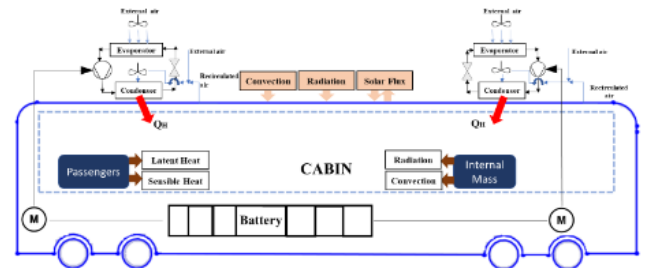 External air
External air
Evaporator
Evaporator
External air
External air
Condenser
Condenser
Recirculated
air
Convection
Radiation
Solar Flux
Recirculated
air
QH
QH
Passengers
Latent Heat
Sensible Heat
CABIN
Radiation
Convection
Internal
Mass
M
Battery
M